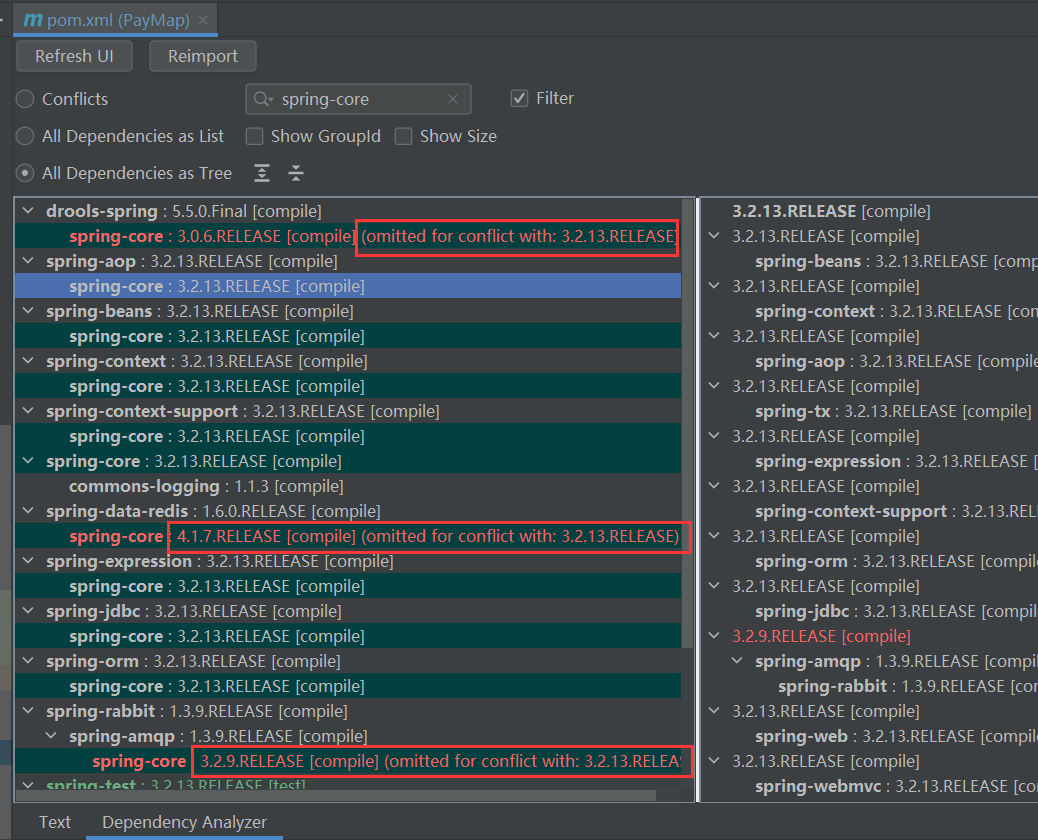 pom.xml (PayMap)
Refresh UI Reimport
Conflicts spring-core Filter
All Dependencies as List Show GroupId Show Size
All Dependencies as Tree
drools-spring : 5.5.0.Final [compile]
spring-core : 3.0.6.RELEASE [compile] (omitted for conflict with: 3.2.13.RELEASE)
spring-aop : 3.2.13.RELEASE [compile]
spring-core : 3.2.13.RELEASE [compile]
spring-beans : 3.2.13.RELEASE [compile]
spring-core : 3.2.13.RELEASE [compile]
spring-context : 3.2.13.RELEASE [compile]
spring-core : 3.2.13.RELEASE [compile]
spring-context-support : 3.2.13.RELEASE [compile]
spring-core : 3.2.13.RELEASE [compile]
spring-core : 3.2.13.RELEASE [compile]
commons-logging : 1.1.3 [compile]
spring-data-redis : 1.6.0.RELEASE [compile]
spring-core : 4.1.7.RELEASE [compile] (omitted for conflict with: 3.2.13.RELEASE)
spring-expression : 3.2.13.RELEASE [compile]
spring-core : 3.2.13.RELEASE [compile]
spring-jdbc : 3.2.13.RELEASE [compile]
spring-core : 3.2.13.RELEASE [compile]
spring-orm : 3.2.13.RELEASE [compile]
spring-core : 3.2.13.RELEASE [compile]
spring-rabbit : 1.3.9.RELEASE [compile]
spring-amqp : 1.3.9.RELEASE [compile]
spring-core : 3.2.9.RELEASE [compile] (omitted for conflict with: 3.2.13.RELEA
spring-test : 3.2.13.RELEASE [test]
3.2.13.RELEASE [compile]
3.2.13.RELEASE [compile]
spring-beans : 3.2.13.RELEASE [comp
3.2.13.RELEASE [compile]
spring-context : 3.2.13.RELEASE [con
3.2.13.RELEASE [compile]
spring-aop : 3.2.13.RELEASE [compile
3.2.13.RELEASE [compile]
spring-tx : 3.2.13.RELEASE [compile]
3.2.13.RELEASE [compile]
spring-expression : 3.2.13.RELEASE [
3.2.13.RELEASE [compile]
spring-context-support : 3.2.13.REL
3.2.13.RELEASE [compile]
spring-orm : 3.2.13.RELEASE [compil
3.2.13.RELEASE [compile]
spring-jdbc : 3.2.13.RELEASE [compil
3.2.9.RELEASE [compile]
spring-amqp : 1.3.9.RELEASE [compi
spring-rabbit : 1.3.9.RELEASE [con
3.2.13.RELEASE [compile]
spring-web : 3.2.13.RELEASE [compil
3.2.13.RELEASE [compile]
spring-webmvc : 3.2.13.RELEASE [co
Text Dependency Analyzer